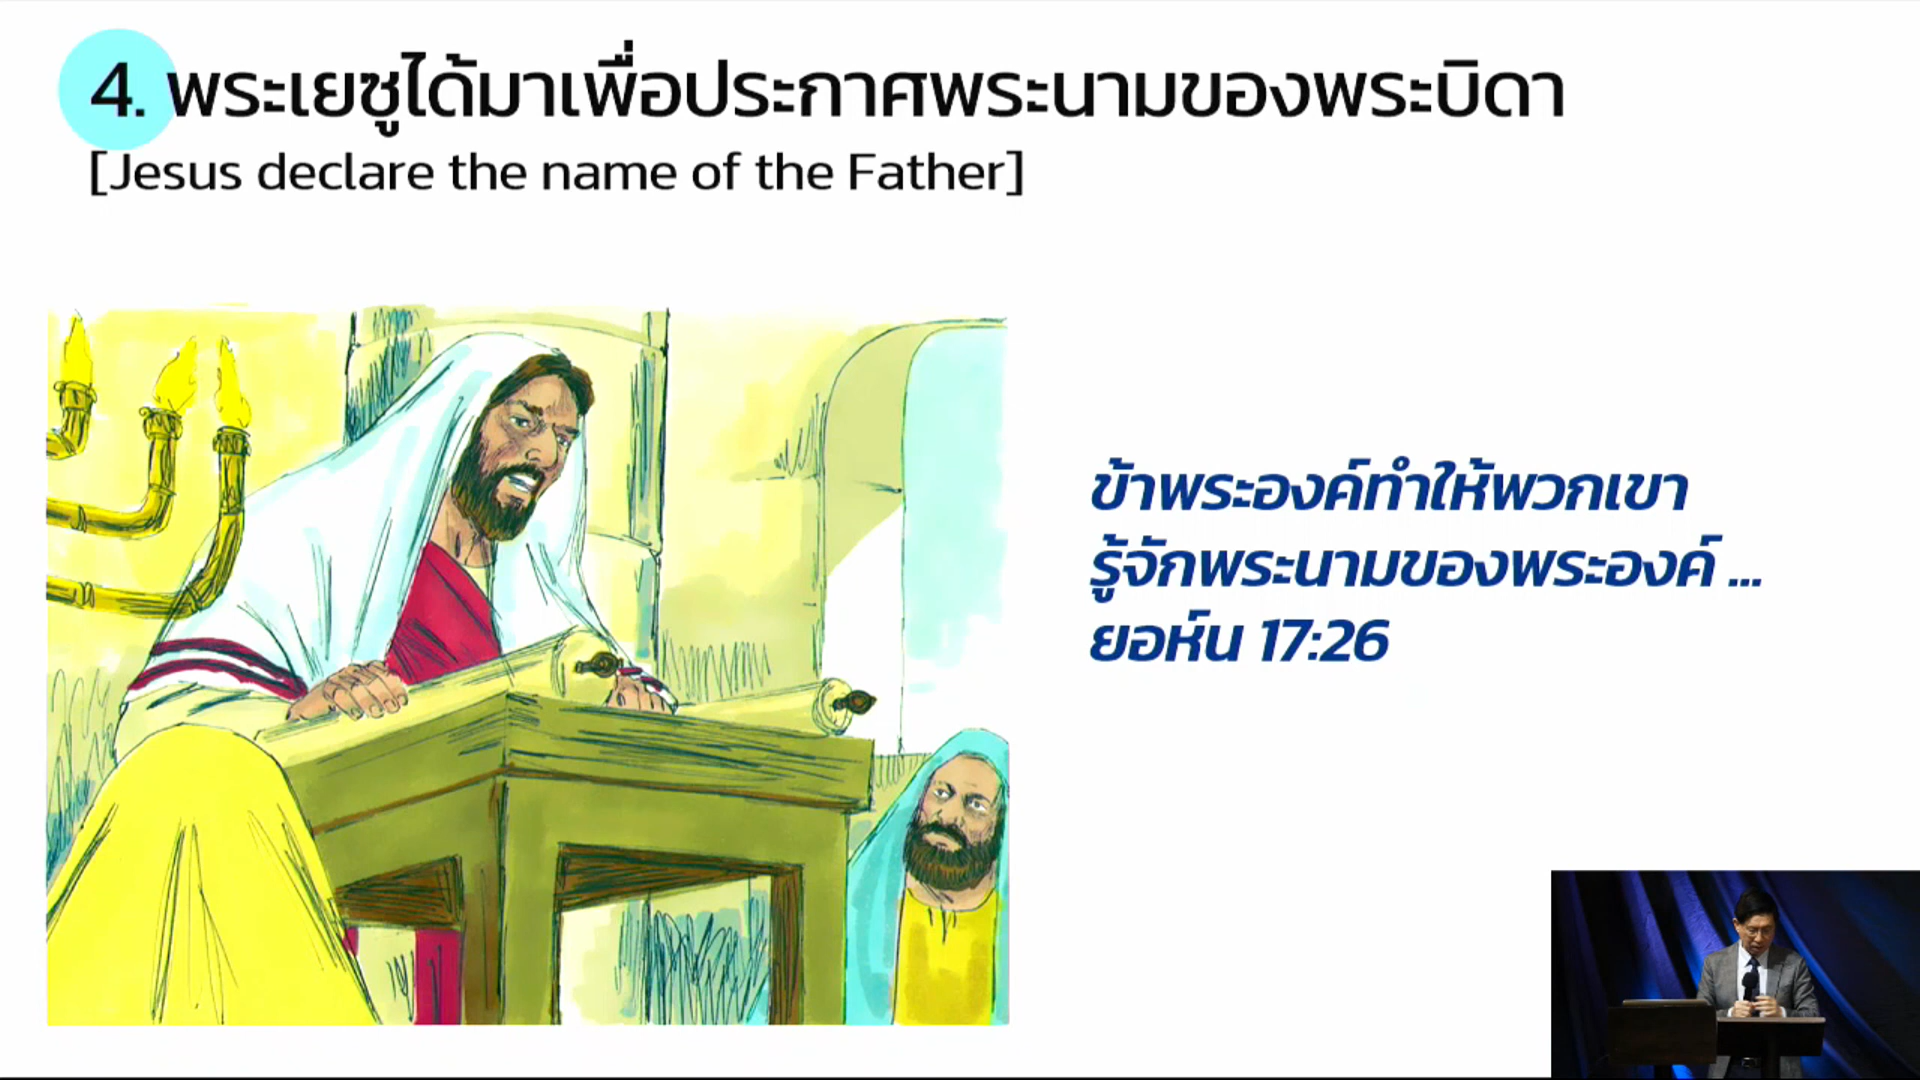 4. พระเยซูได้มาเพื่อประกาศพระนามของพระบิดา
[Jesus declare the name of the Father]
ข้าพระองค์ทำให้พวกเขา
รู้จักพระนามของพระองค์ ...
ยอห์น 17:26